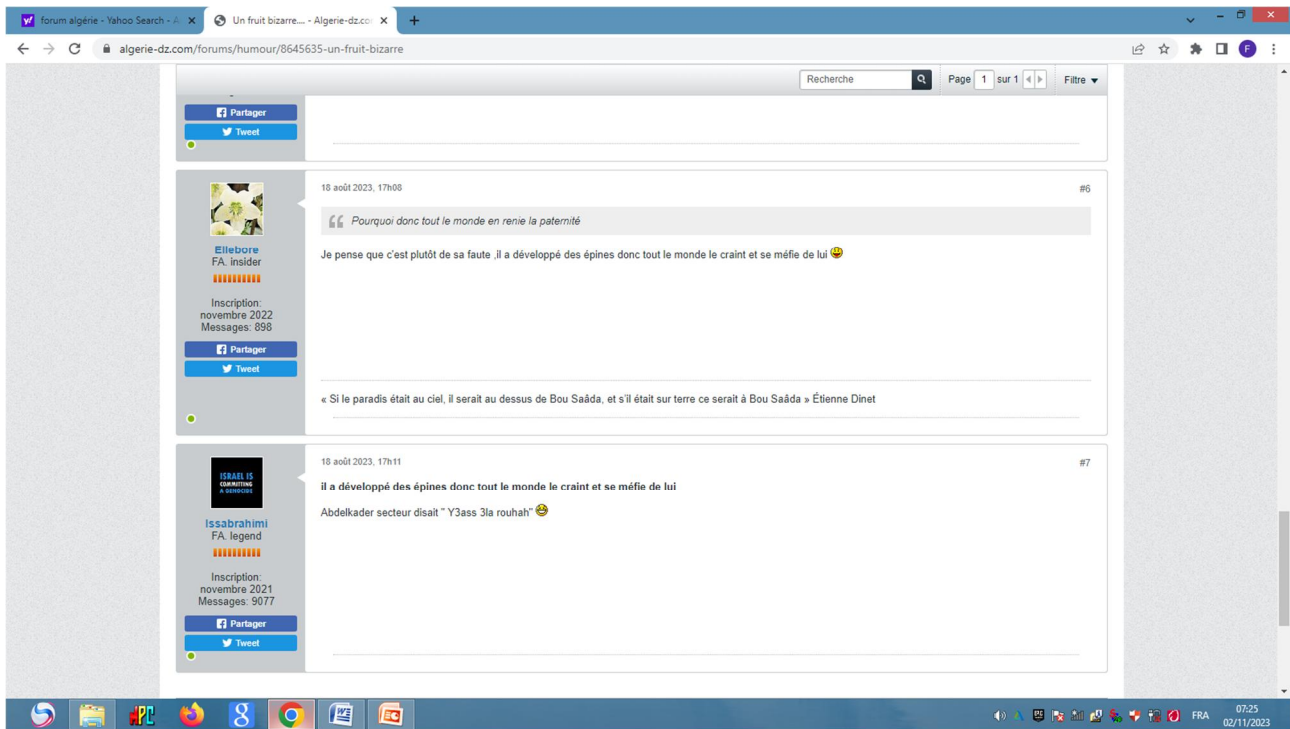 forum algérie - Yahoo Search - A
Un fruit bizarre.... - Algerie-dz.co
algerie-dz.com/forums/humour/8645635-un-fruit-bizarre
F
Recherche
Page 1 sur 1
Filtre
Partager
Tweet
18 août 2023, 17h08
#6
Pourquoi donc tout le monde en renie la paternité
Ellebore
FA. insider
Je pense que c'est plutôt de sa faute ,il a développé des épines donc tout le monde le craint et se méfie de lui
Inscription:
novembre 2022
Messages: 898
Partager
Tweet
« Si le paradis était au ciel, il serait au dessus de Bou Saâda, et s'il était sur terre ce serait à Bou Saâda » Étienne Dinet
18 août 2023, 17h11
#7
ISRAEL IS
COMMITTING
A GENOCIDE
il a développé des épines donc tout le monde le craint et se méfie de lui
Abdelkader secteur disait " Y3ass 3la rouhah"
Issabrahimi
FA. legend
Inscription:
novembre 2021
Messages: 9077
Partager
Tweet
FRA
07:25
02/11/2023